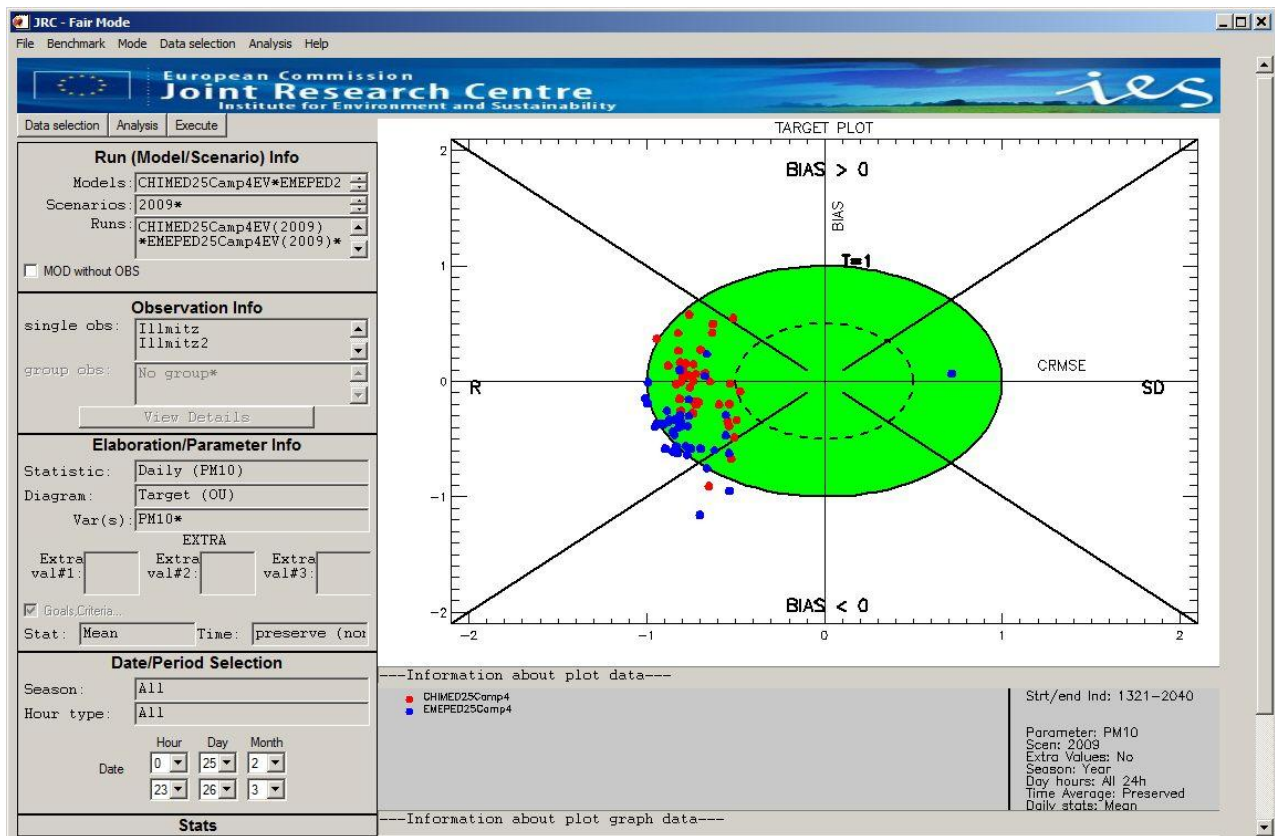 JRC - Fair Mode
File Benchmark Mode Data selection Analysis Help
European Commission
Joint Research Centre
Institute for Environment and Sustainability
ies
Data selection Analysis Execute
Run (Model/Scenario) Info
Models: CHIMED25Camp4EV*EMEPED2
Scenarios: 2009*
Runs: CHIMED25Camp4EV(2009)
*EMEPED25Camp4EV(2009)*
MOD without OBS
Observation Info
single obs: Illmitz
Illmitz2
group obs: No group*
View Details
Elaboration/Parameter Info
Statistic: Daily (PM10)
Diagram: Target (OU)
Var(s): PM10*
EXTRA
Extra val#1: Extra val#2: Extra val#3:
Goals,Criteria...
Stat: Mean Time: preserve (nor
Date/Period Selection
Season: All
Hour type: All
Hour Day Month
Date 0 25 2
23 26 3
Stats
TARGET PLOT
2
BIAS > 0
BIAS
T=1
1
CRMSE
0
R
SD
-1
BIAS < 0
-2
-2 -1 0 1 2
---Information about plot data---
CHIMED25Camp4
EMEPED25Camp4
Strt/end Ind: 1321-2040
Parameter: PM10
Scen: 2009
Extra Values: No
Season: Year
Day hours: All 24h
Time Average: Preserved
Daily stats: Mean
---Information about plot graph data---